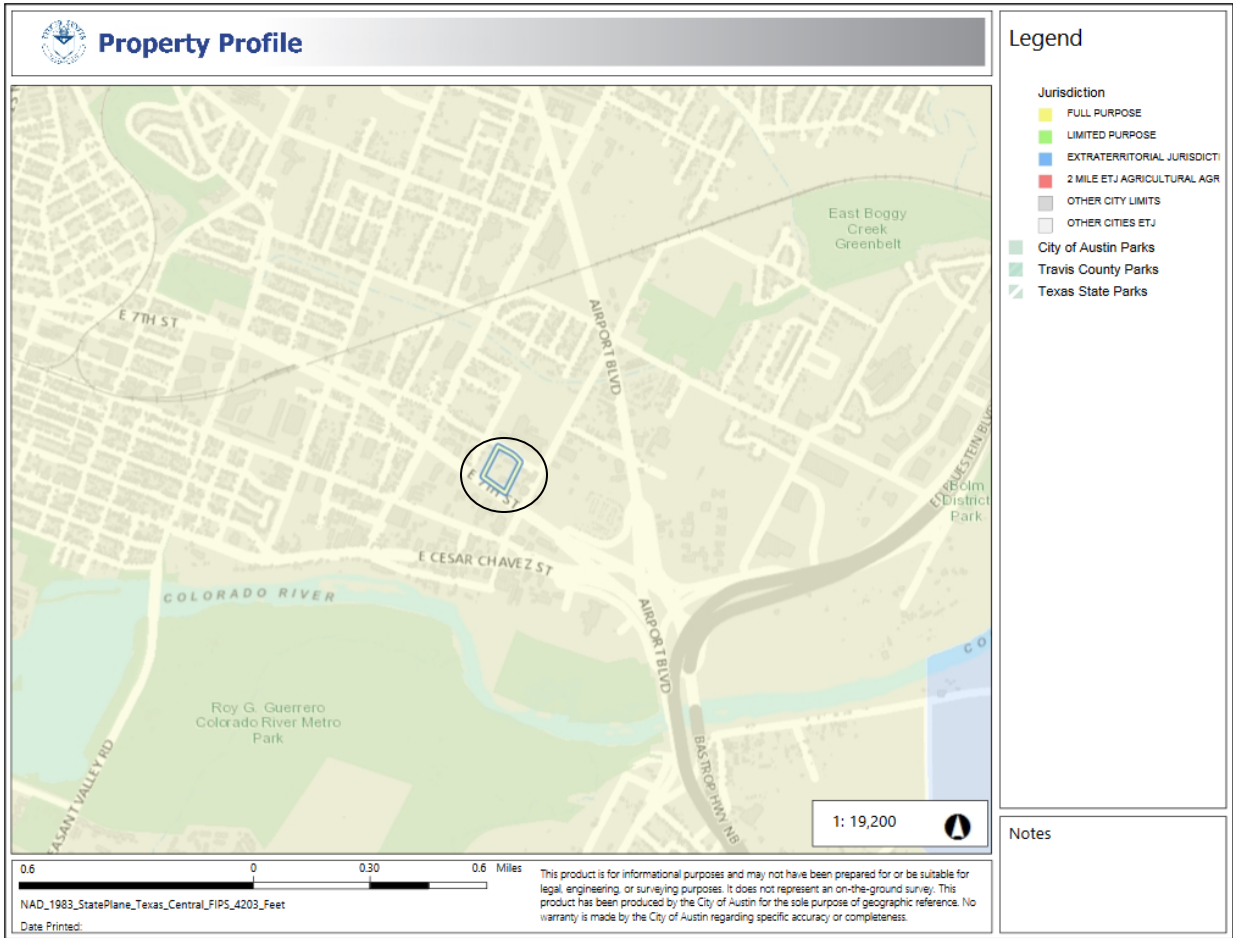 Property Profile
Legend
Jurisdiction
FULL PURPOSE
LIMITED PURPOSE
EXTRATERRITORIAL JURISDICTI
2 MILE ETJ AGRICULTURAL AGR
OTHER CITY LIMITS
OTHER CITIES ETJ
City of Austin Parks
Travis County Parks
Texas State Parks
East Boggy
Creek
Greenbelt
E 7TH ST
AIRPORT BLVD
E 7TH ST
Bolm
District
Park
E CESAR CHAVEZ ST
COLORADO RIVER
AIRPORT BLVD
CO
Roy G. Guerrero
Colorado River Metro
Park
EASANT VALLEY RD
BASTROP HWY NB
1: 19,200
Notes
0.6 0 0.30 0.6 Miles
NAD_1983_StatePlane_Texas_Central_FIPS_4203_Feet
Date Printed:
This product is for informational purposes and may not have been prepared for or be suitable for
legal, engineering, or surveying purposes. It does not represent an on-the-ground survey. This
product has been produced by the City of Austin for the sole purpose of geographic reference. No
warranty is made by the City of Austin regarding specific accuracy or completeness.